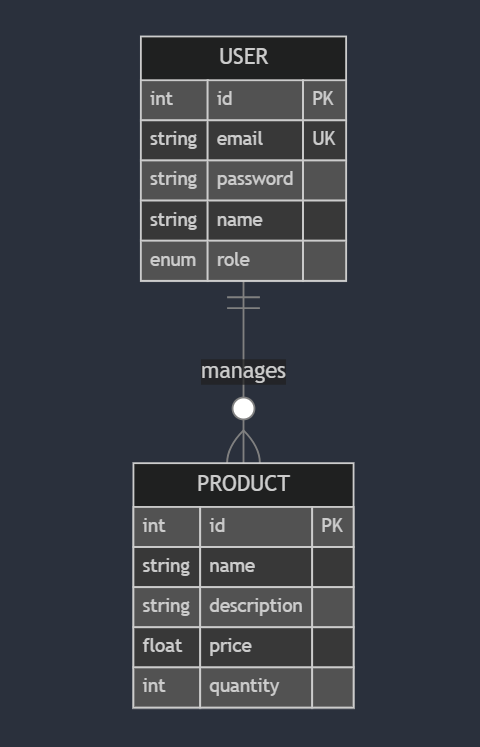 USER
int id PK
string email UK
string password
string name
enum role
manages
PRODUCT
int id PK
string name
string description
float price
int quantity